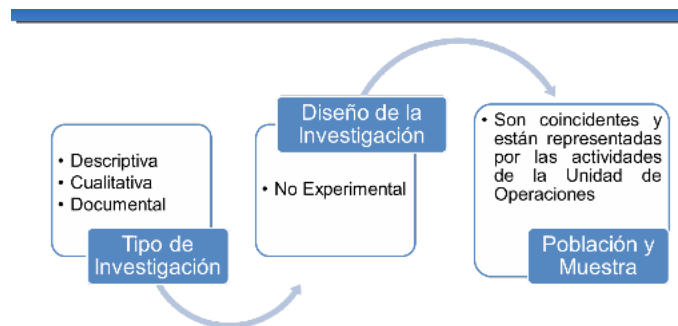 • Descriptiva
• Cualitativa
• Documental
Tipo de
Investigación
Diseño de la
Investigación
• No Experimental
• Son coincidentes y
están representadas
por las actividades
de la Unidad de
Operaciones
Población y
Muestra